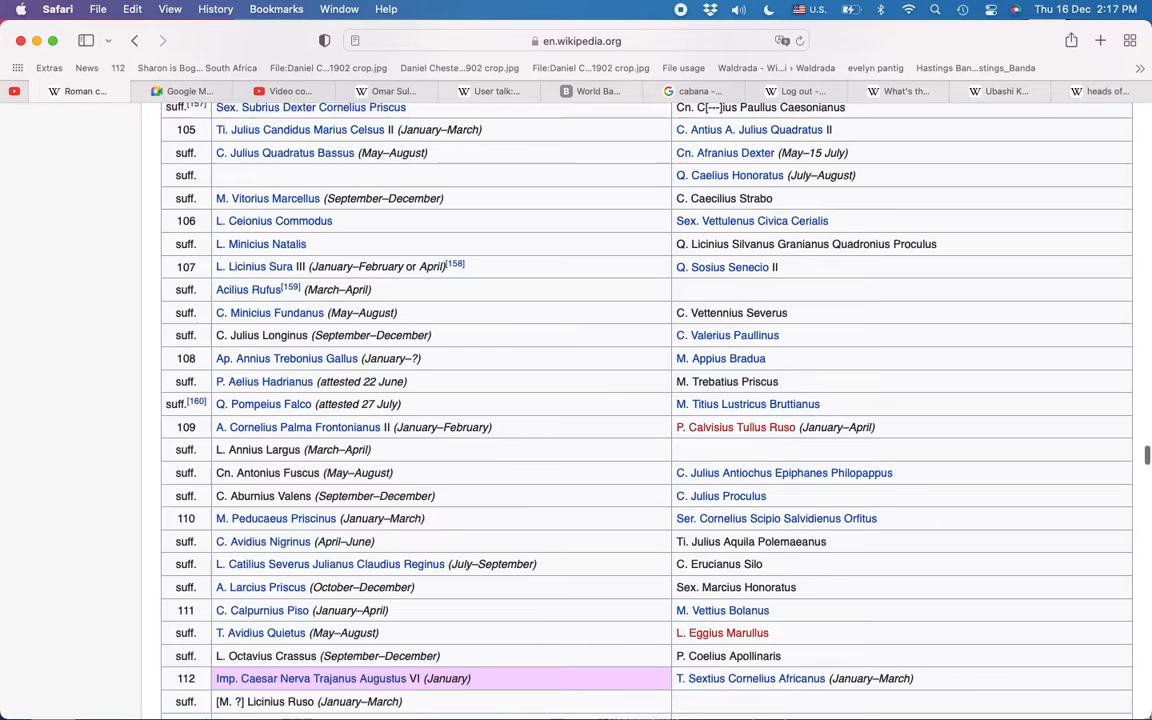 Safari File Edit View History Bookmarks Window Help U.S. Thu 16 Dec 2:17 PM
en.wikipedia.org
Extras News 112 Sharon is Bog... South Africa File:Daniel C...1902 crop.jpg Daniel Cheste...902 crop.jpg File:Daniel C...1902 crop.jpg File usage Waldrada - Wi...i › Waldrada evelyn pantig Hastings Ban...stings_Banda
Roman c... Google M... Video co... Omar Sul... User talk:... World Ba... cabana -... Log out -... What's th... Ubashi K... heads of...
suff.[157] Sex. Subrius Dexter Cornelius Priscus Cn. C[---]ius Paullus Caesonianus
105 Ti. Julius Candidus Marius Celsus II (January–March) C. Antius A. Julius Quadratus II
suff. C. Julius Quadratus Bassus (May–August) Cn. Afranius Dexter (May–15 July)
suff. Q. Caelius Honoratus (July–August)
suff. M. Vitorius Marcellus (September–December) C. Caecilius Strabo
106 L. Ceionius Commodus Sex. Vettulenus Civica Cerialis
suff. L. Minicius Natalis Q. Licinius Silvanus Granianus Quadronius Proculus
107 L. Licinius Sura III (January–February or April)[158] Q. Sosius Senecio II
suff. Acilius Rufus[159] (March–April)
suff. C. Minicius Fundanus (May–August) C. Vettennius Severus
suff. C. Julius Longinus (September–December) C. Valerius Paullinus
108 Ap. Annius Trebonius Gallus (January–?) M. Appius Bradua
suff. P. Aelius Hadrianus (attested 22 June) M. Trebatius Priscus
suff.[160] Q. Pompeius Falco (attested 27 July) M. Titius Lustricus Bruttianus
109 A. Cornelius Palma Frontonianus II (January–February) P. Calvisius Tullus Ruso (January–April)
suff. L. Annius Largus (March–April)
suff. Cn. Antonius Fuscus (May–August) C. Julius Antiochus Epiphanes Philopappus
suff. C. Aburnius Valens (September–December) C. Julius Proculus
110 M. Peducaeus Priscinus (January–March) Ser. Cornelius Scipio Salvidienus Orfitus
suff. C. Avidius Nigrinus (April–June) Ti. Julius Aquila Polemaeanus
suff. L. Catilius Severus Julianus Claudius Reginus (July–September) C. Erucianus Silo
suff. A. Larcius Priscus (October–December) Sex. Marcius Honoratus
111 C. Calpurnius Piso (January–April) M. Vettius Bolanus
suff. T. Avidius Quietus (May–August) L. Eggius Marullus
suff. L. Octavius Crassus (September–December) P. Coelius Apollinaris
112 Imp. Caesar Nerva Trajanus Augustus VI (January) T. Sextius Cornelius Africanus (January–March)
suff. [M. ?] Licinius Ruso (January–March)